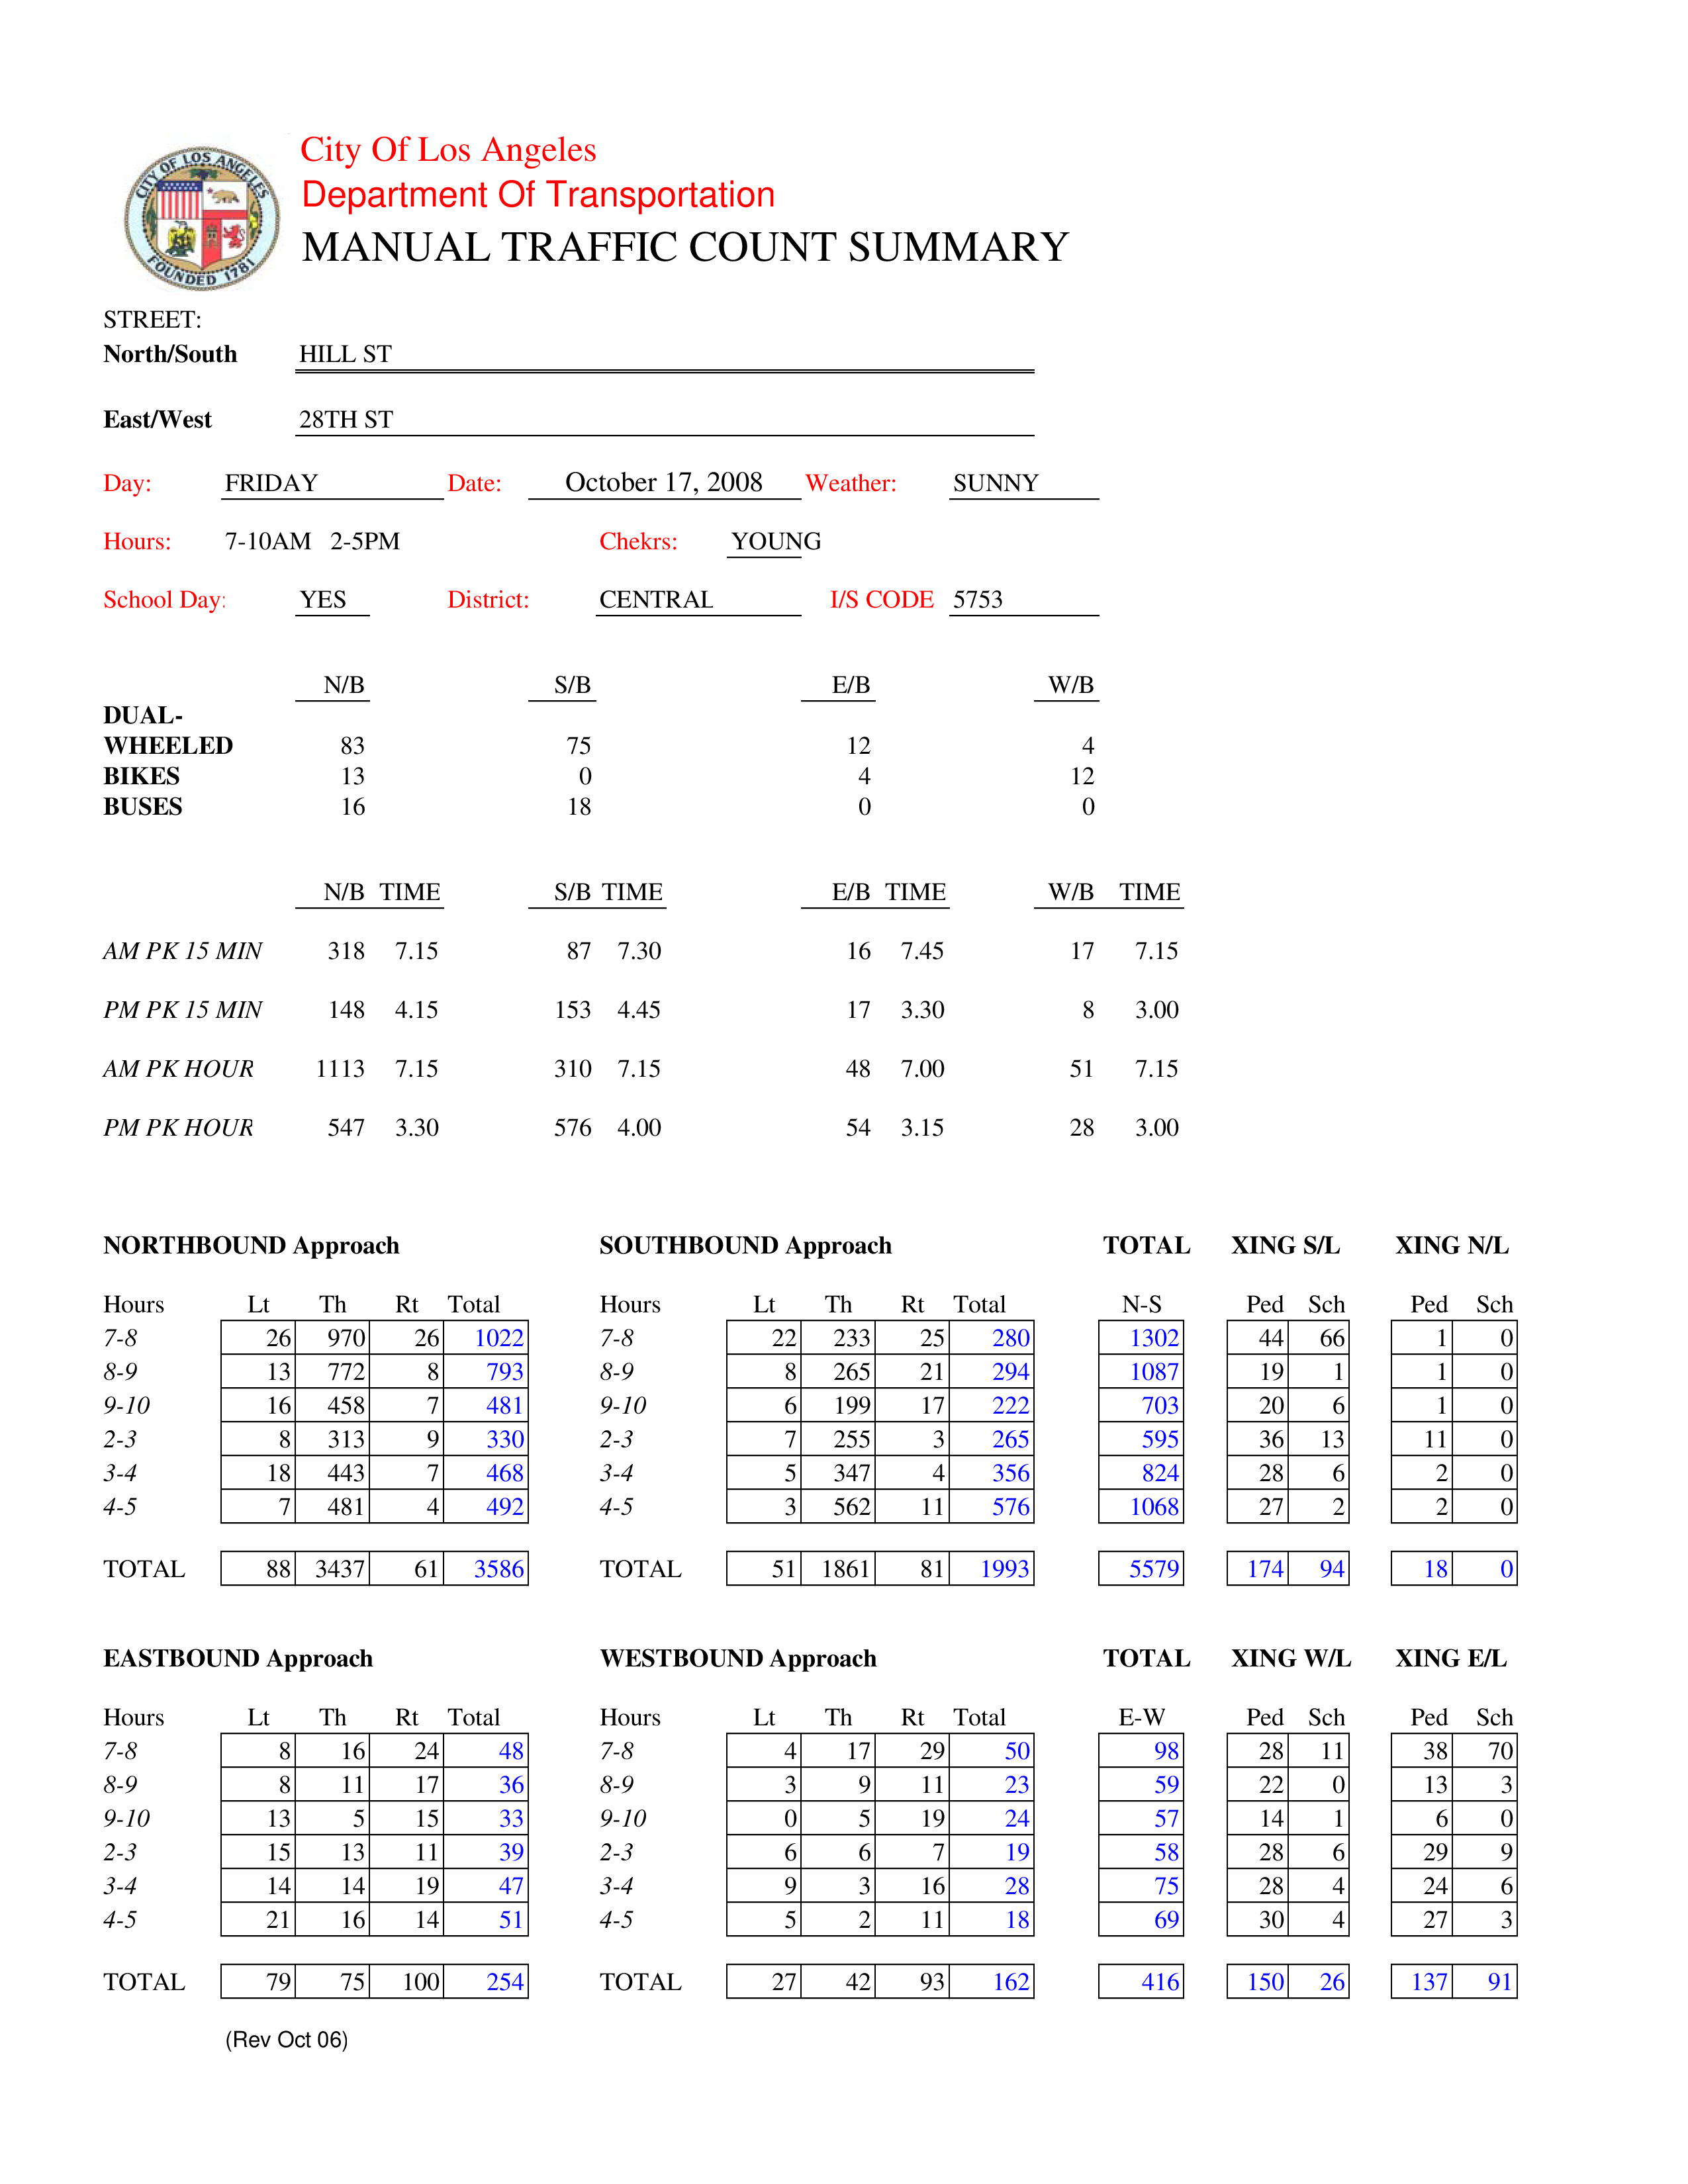 CITY OF LOS ANGELES
FOUNDED 1781
City Of Los Angeles
Department Of Transportation
MANUAL TRAFFIC COUNT SUMMARY
STREET:
North/South HILL ST
East/West 28TH ST
Day: FRIDAY Date: October 17, 2008 Weather: SUNNY
Hours: 7-10AM 2-5PM Chekrs: YOUNG
School Day: YES District: CENTRAL I/S CODE 5753
N/B S/B E/B W/B
DUAL-
WHEELED 83 75 12 4
BIKES 13 0 4 12
BUSES 16 18 0 0
N/B TIME S/B TIME E/B TIME W/B TIME
AM PK 15 MIN 318 7.15 87 7.30 16 7.45 17 7.15
PM PK 15 MIN 148 4.15 153 4.45 17 3.30 8 3.00
AM PK HOUR 1113 7.15 310 7.15 48 7.00 51 7.15
PM PK HOUR 547 3.30 576 4.00 54 3.15 28 3.00
NORTHBOUND Approach SOUTHBOUND Approach TOTAL XING S/L XING N/L
Hours Lt Th Rt Total Hours Lt Th Rt Total N-S Ped Sch Ped Sch
7-8 26 970 26 1022 7-8 22 233 25 280 1302 44 66 1 0
8-9 13 772 8 793 8-9 8 265 21 294 1087 19 1 1 0
9-10 16 458 7 481 9-10 6 199 17 222 703 20 6 1 0
2-3 8 313 9 330 2-3 7 255 3 265 595 36 13 11 0
3-4 18 443 7 468 3-4 5 347 4 356 824 28 6 2 0
4-5 7 481 4 492 4-5 3 562 11 576 1068 27 2 2 0
TOTAL 88 3437 61 3586 TOTAL 51 1861 81 1993 5579 174 94 18 0
EASTBOUND Approach WESTBOUND Approach TOTAL XING W/L XING E/L
Hours Lt Th Rt Total Hours Lt Th Rt Total E-W Ped Sch Ped Sch
7-8 8 16 24 48 7-8 4 17 29 50 98 28 11 38 70
8-9 8 11 17 36 8-9 3 9 11 23 59 22 0 13 3
9-10 13 5 15 33 9-10 0 5 19 24 57 14 1 6 0
2-3 15 13 11 39 2-3 6 6 7 19 58 28 6 29 9
3-4 14 14 19 47 3-4 9 3 16 28 75 28 4 24 6
4-5 21 16 14 51 4-5 5 2 11 18 69 30 4 27 3
TOTAL 79 75 100 254 TOTAL 27 42 93 162 416 150 26 137 91
(Rev Oct 06)